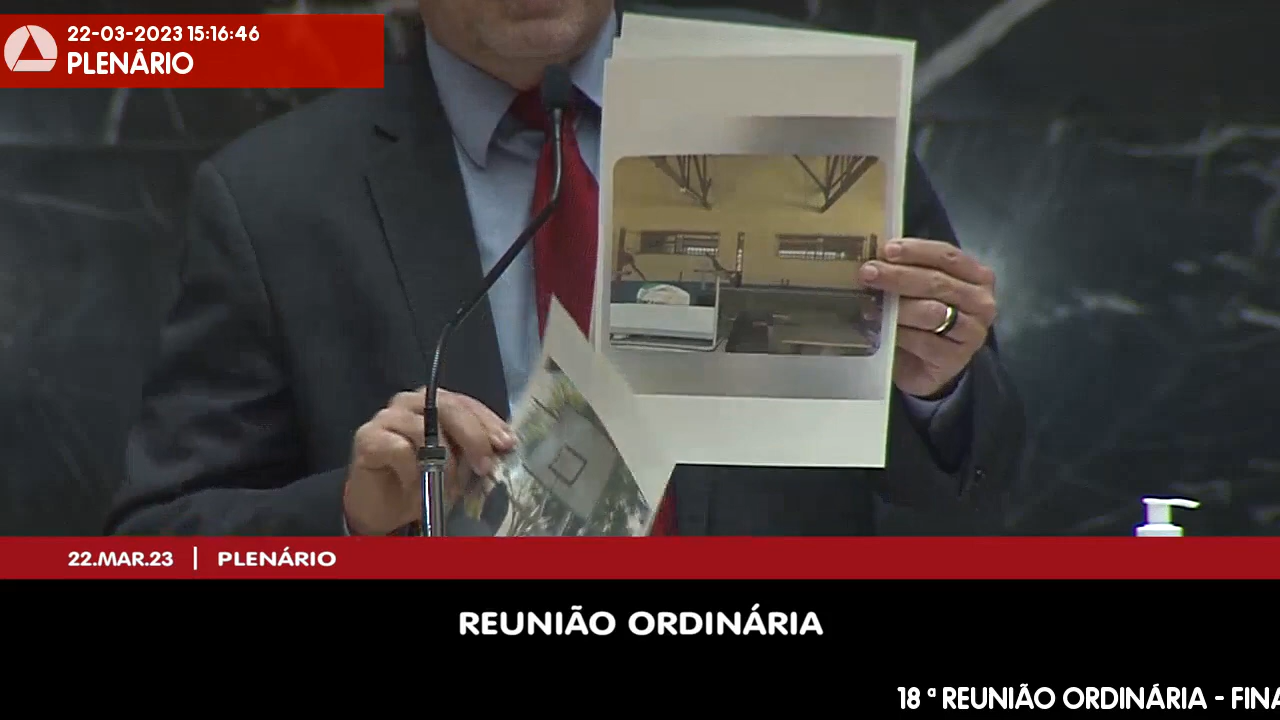 22-03-2023 15:16:46
PLENÁRIO
22.MAR.23 | PLENÁRIO
REUNIÃO ORDINÁRIA
18 ª REUNIÃO ORDINÁRIA - FINA